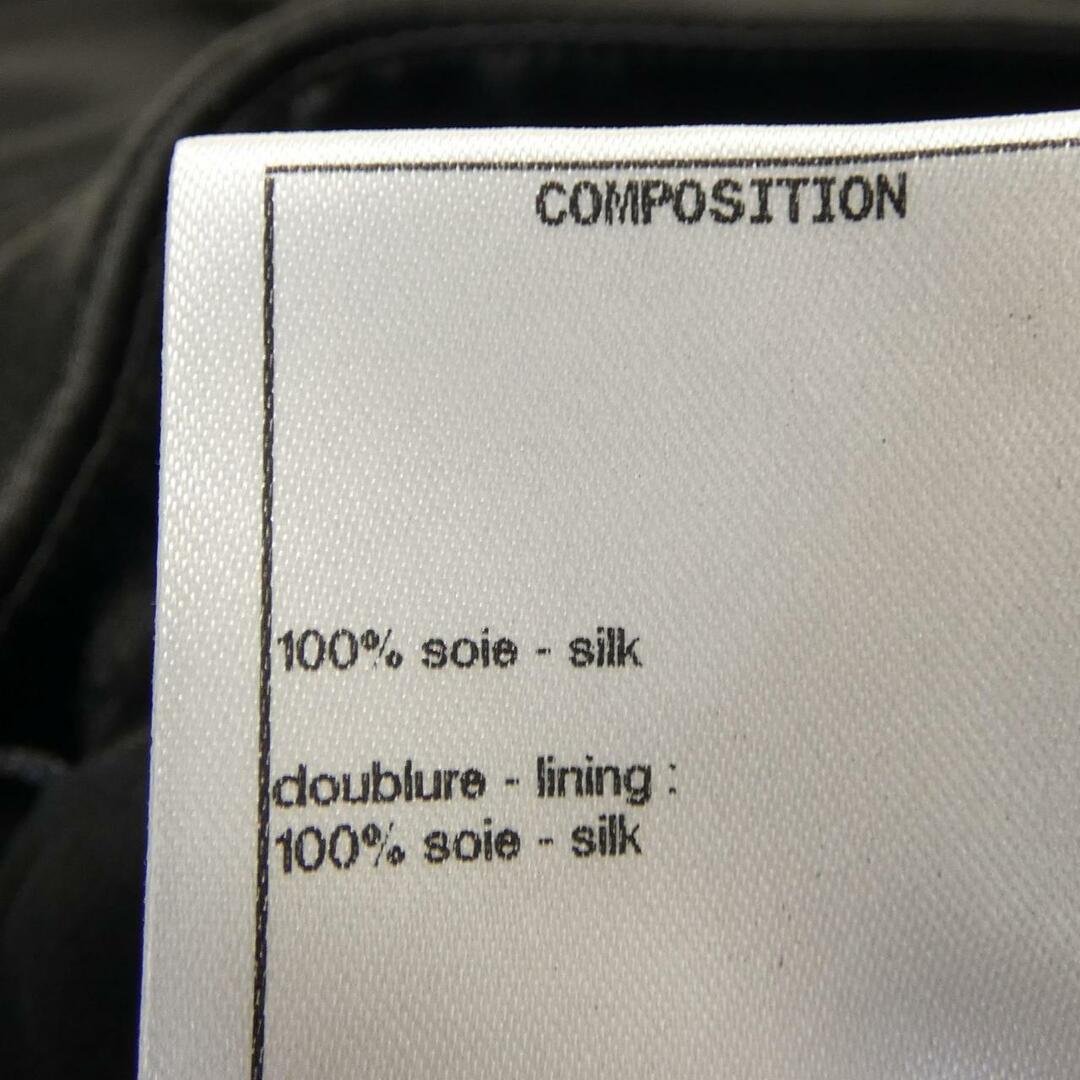 COMPOSITION
100% soie - silk
doublure - lining :
100% soie - silk